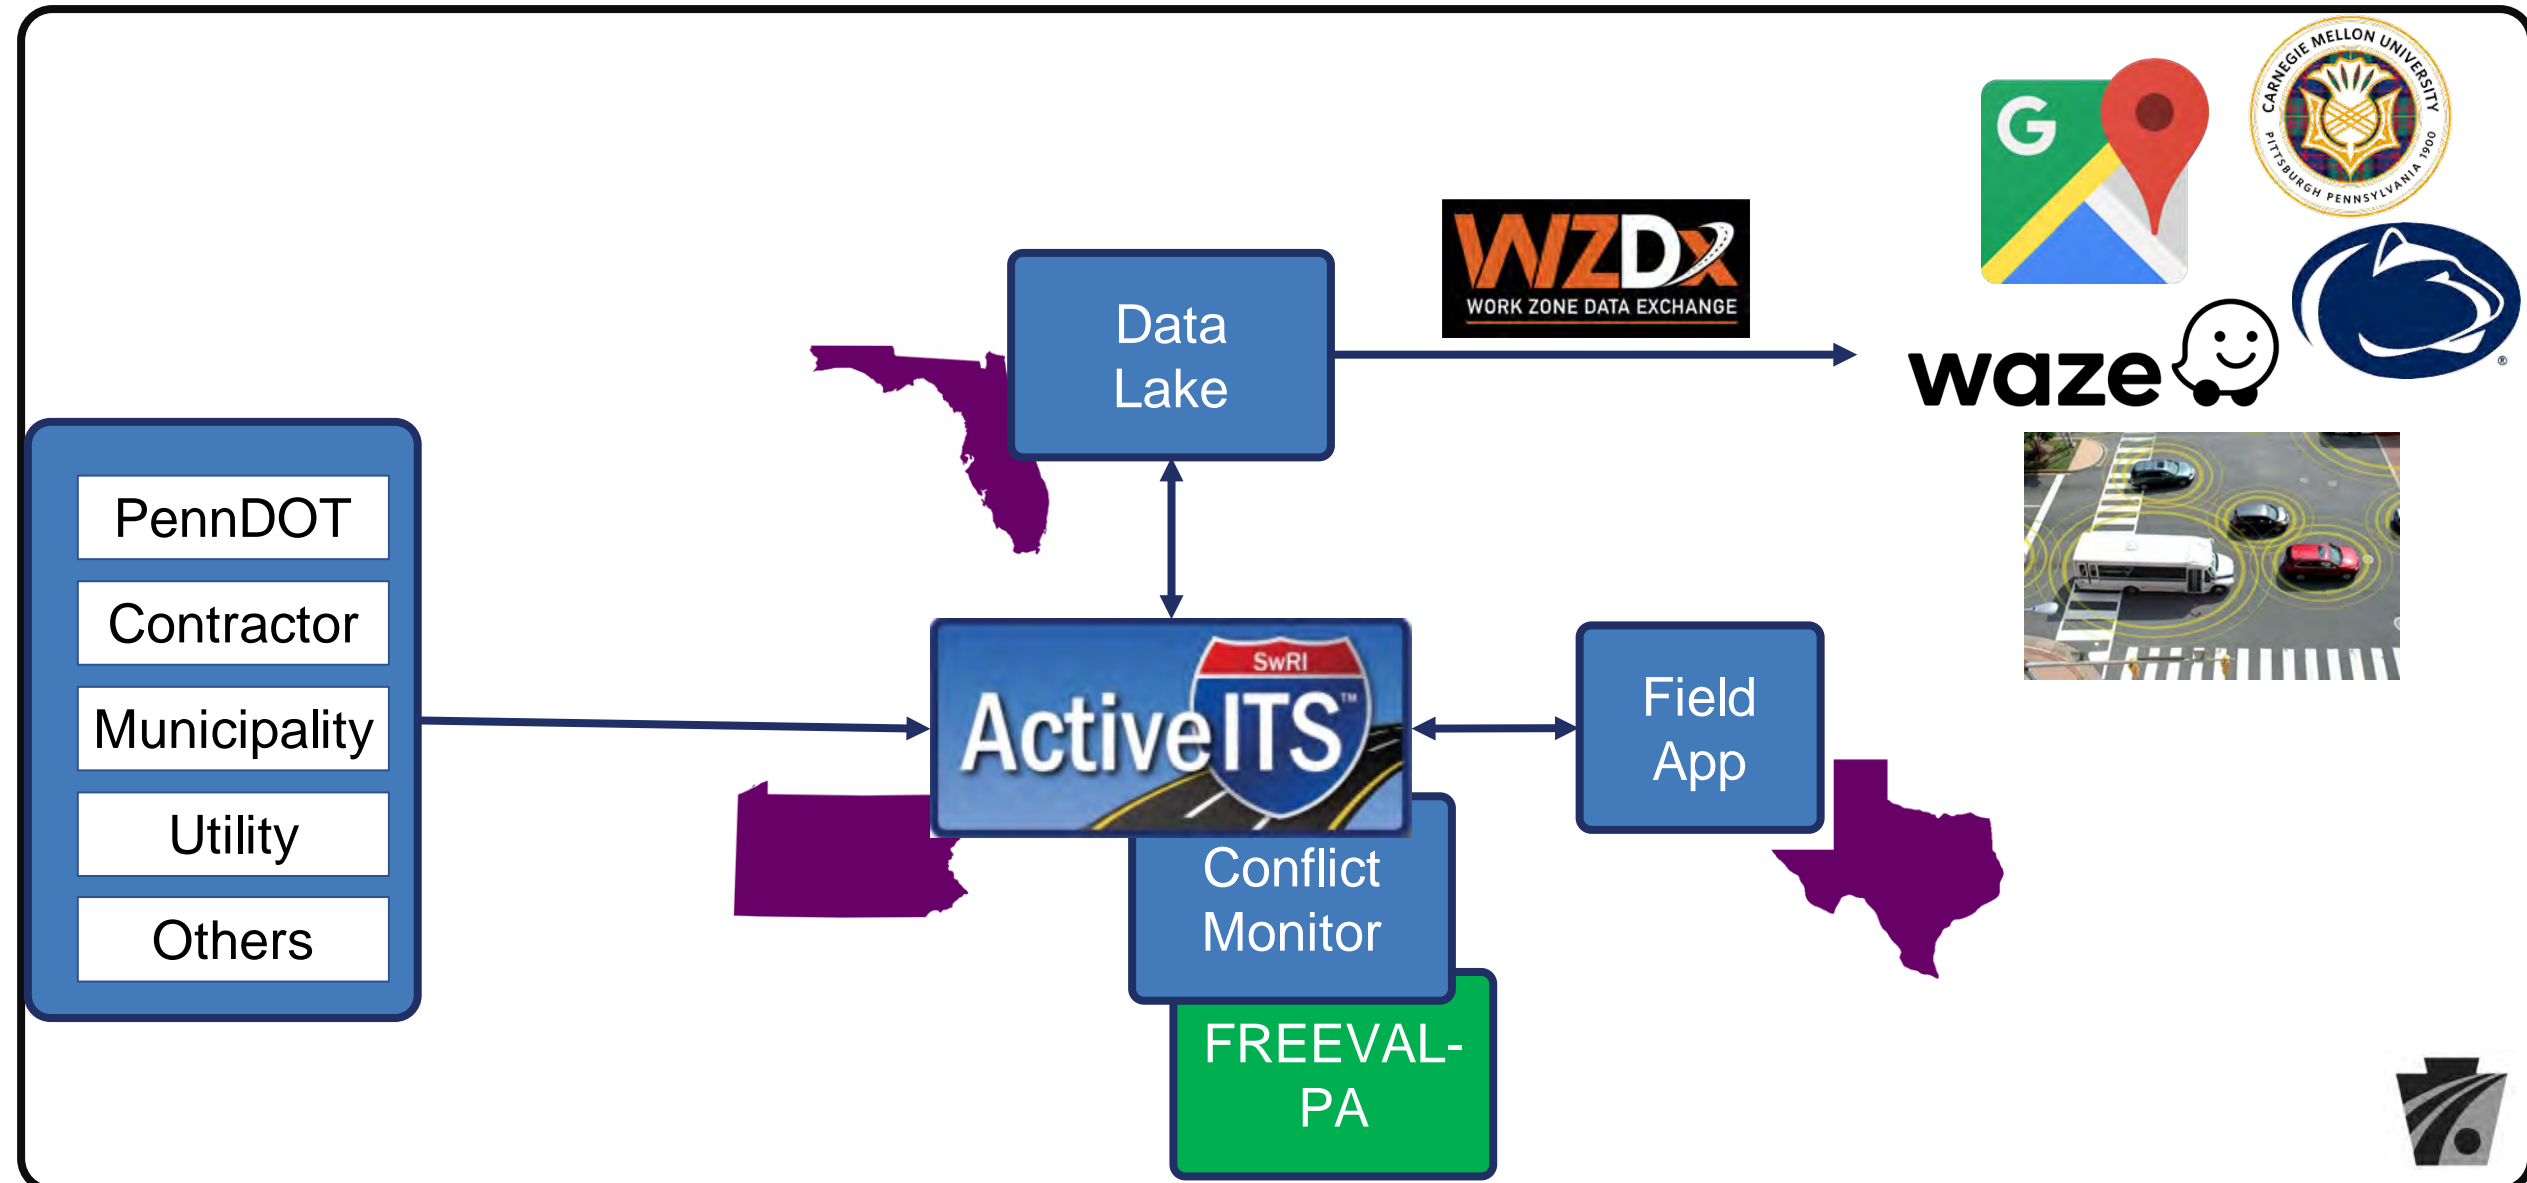 CARNEGIE MELLON UNIVERSITY
PITTSBURGH PENNSYLVANIA 1900
G
WZDx
WORK ZONE DATA EXCHANGE
Data
Lake
waze
®
PennDOT
Contractor
Municipality
Utility
Others
SwRI
ActiveITS™
Field
App
Conflict
Monitor
FREEVAL-
PA